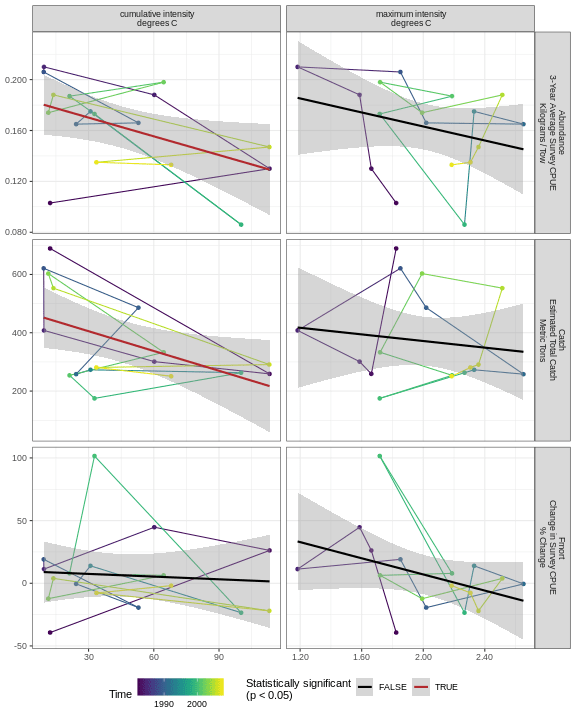 cumulative intensity
degrees C
maximum intensity
degrees C
0.200
0.160
0.120
0.080
Abundance
3-Year Average Survey CPUE
Kilograms / Tow
600
400
200
Catch
Estimated Total Catch
Metric Tons
100
50
0
-50
Fmort
Change in Survey CPUE
% Change
30 60 90
1.20 1.60 2.00 2.40
Time
1990 2000
Statistically significant
(p < 0.05)
FALSE
TRUE